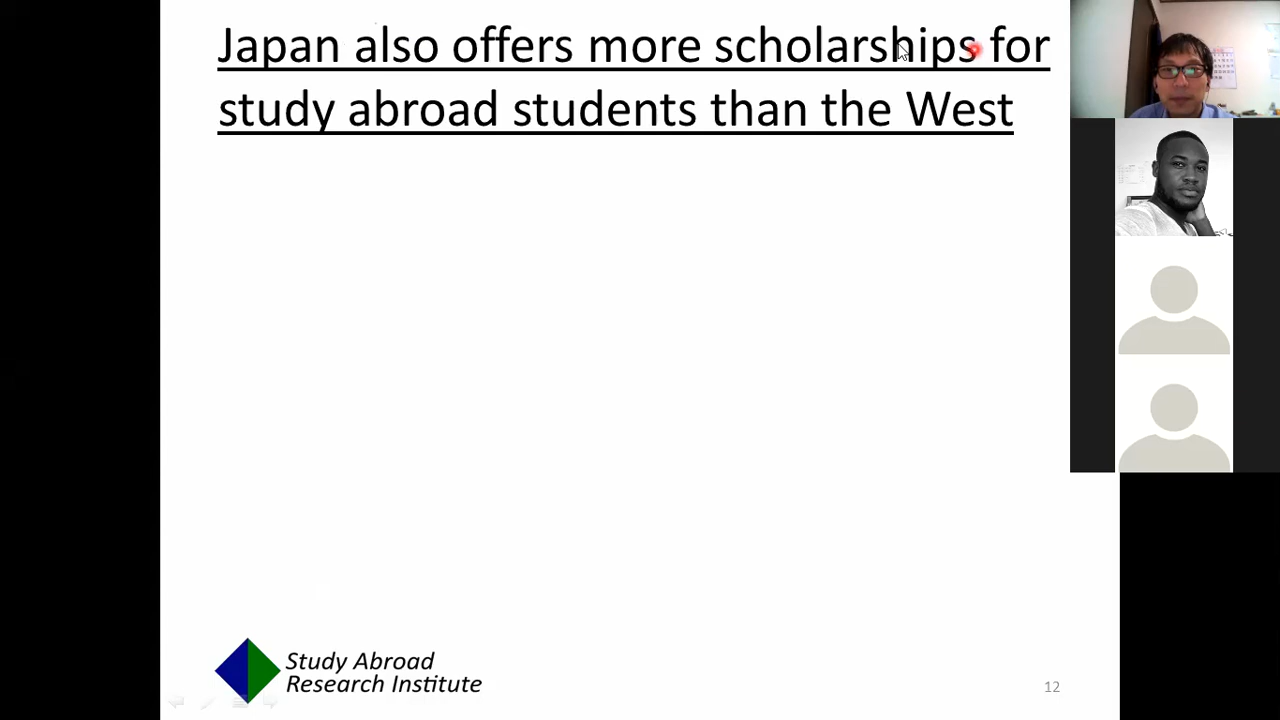 Japan also offers more scholarships for
study abroad students than the West
Study Abroad
Research Institute
12